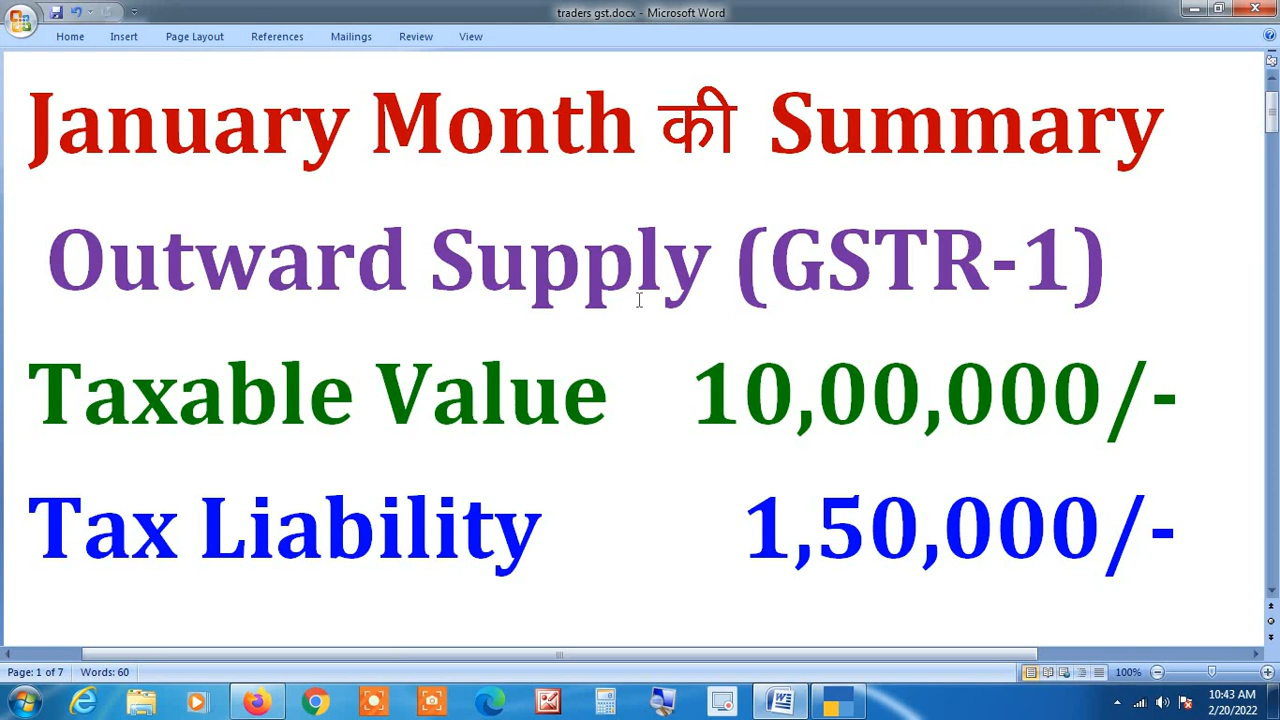 traders gst.docx - Microsoft Word
Home Insert Page Layout References Mailings Review View
January Month की Summary
Outward Supply (GSTR-1)
Taxable Value 10,00,000/-
Tax Liability 1,50,000/-
Page: 1 of 7 Words: 60 100%
10:43 AM
2/20/2022